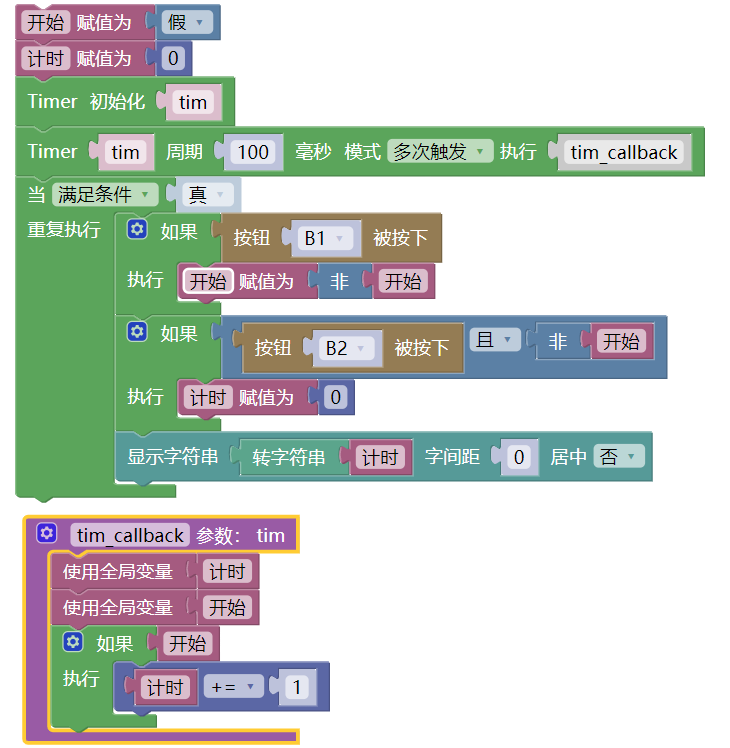 开始 赋值为 假
计时 赋值为 0
Timer 初始化 tim
Timer tim 周期 100 毫秒 模式 多次触发 执行 tim_callback
当 满足条件 真
重复执行 如果 按钮 B1 被按下
执行 开始 赋值为 非 开始
如果 按钮 B2 被按下 且 非 开始
执行 计时 赋值为 0
显示字符串 转字符串 计时 字间距 0 居中 否
tim_callback 参数： tim
使用全局变量 计时
使用全局变量 开始
如果 开始
执行 计时 += 1